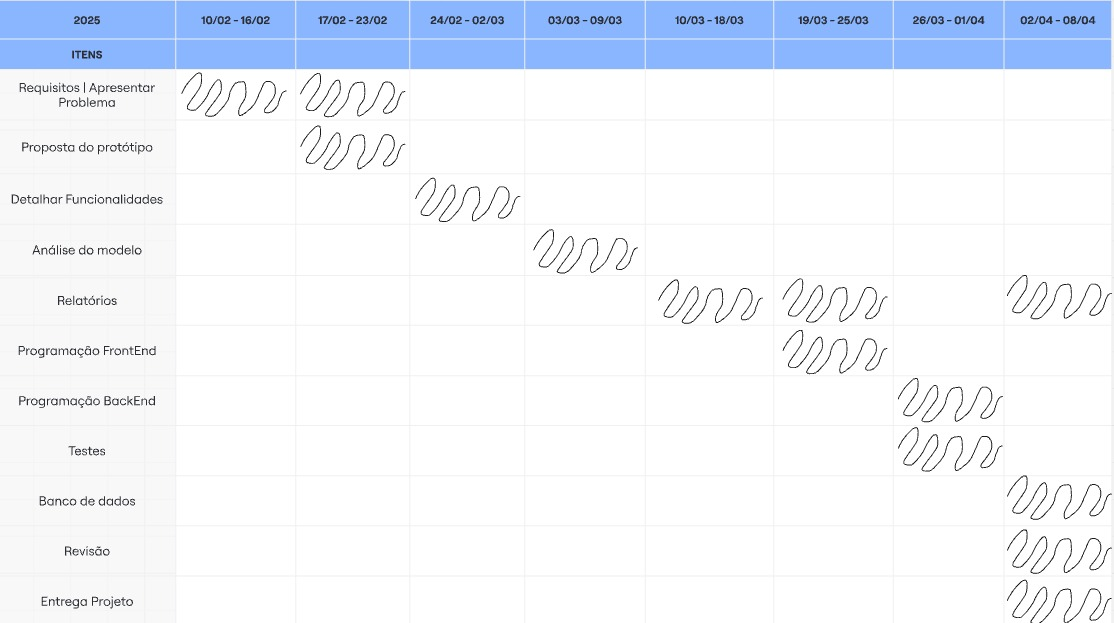 2025 10/02 - 16/02 17/02 - 23/02 24/02 - 02/03 03/03 - 09/03 10/03 - 18/03 19/03 - 25/03 26/03 - 01/04 02/04 - 08/04
ITENS
Requisitos | Apresentar
Problema
Proposta do protótipo
Detalhar Funcionalidades
Análise do modelo
Relatórios
Programação FrontEnd
Programação BackEnd
Testes
Banco de dados
Revisão
Entrega Projeto